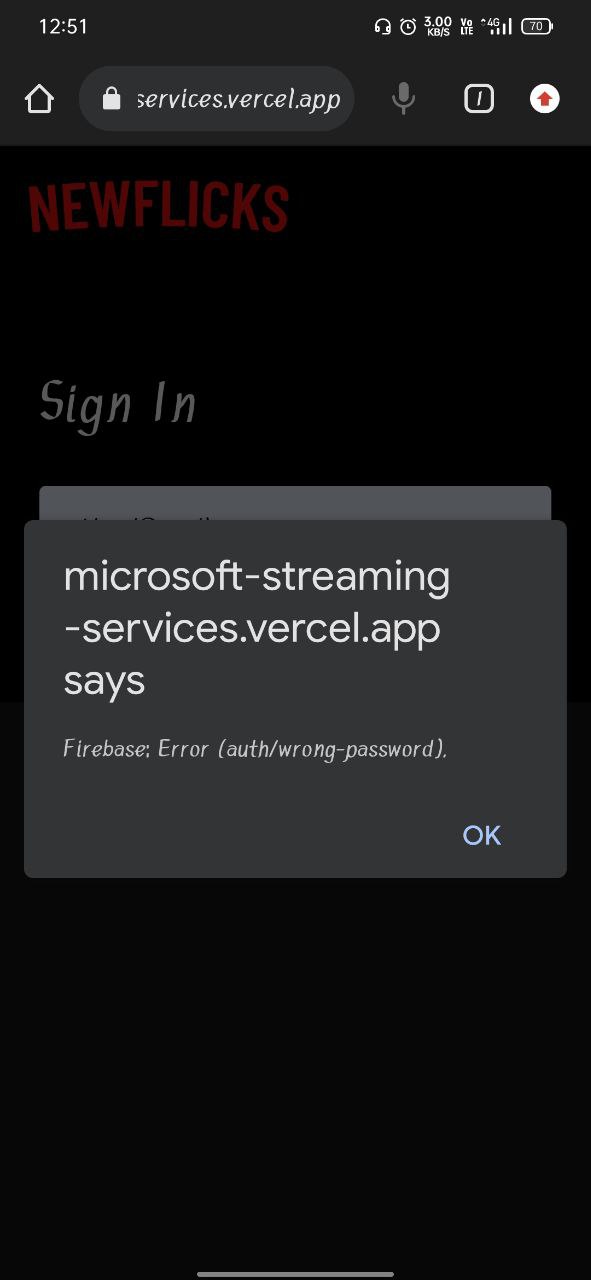 12:51 3.00 KB/S Vo LTE 4G 70
services.vercel.app
NEWFLICKS
Sign In
microsoft-streaming
-services.vercel.app
says
Firebase: Error (auth/wrong-password).
OK